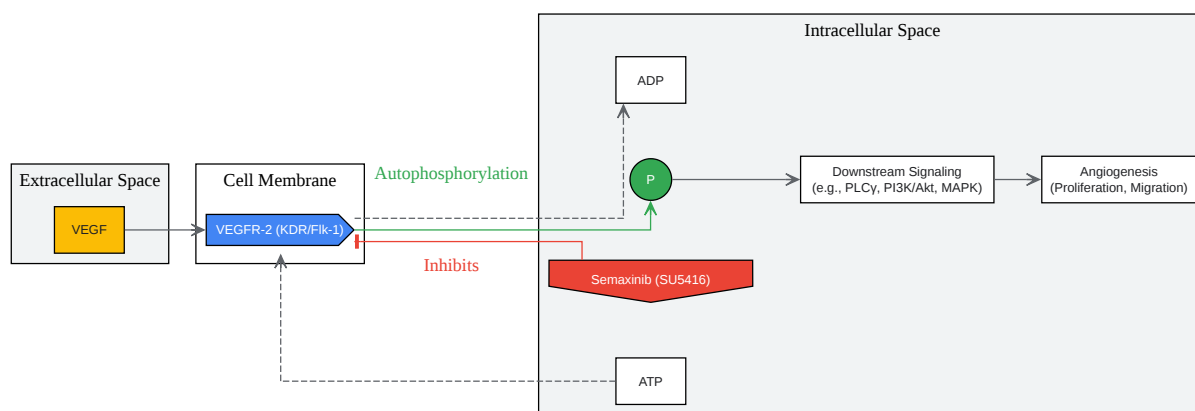 Intracellular Space
ADP
Autophosphorylation
Extracellular Space
Cell Membrane
P
Downstream Signaling
(e.g., PLCγ, PI3K/Akt, MAPK)
Angiogenesis
(Proliferation, Migration)
VEGF
VEGFR-2 (KDR/Flk-1)
Inhibits
Semaxinib (SU5416)
ATP